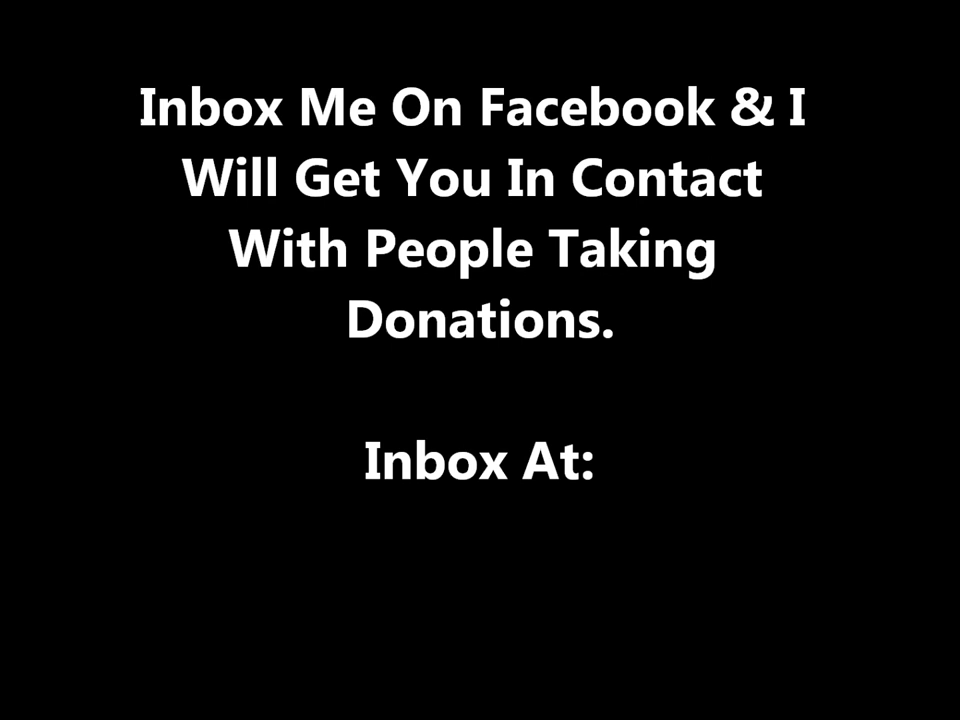 Inbox Me On Facebook & I
Will Get You In Contact
With People Taking
Donations.
Inbox At: